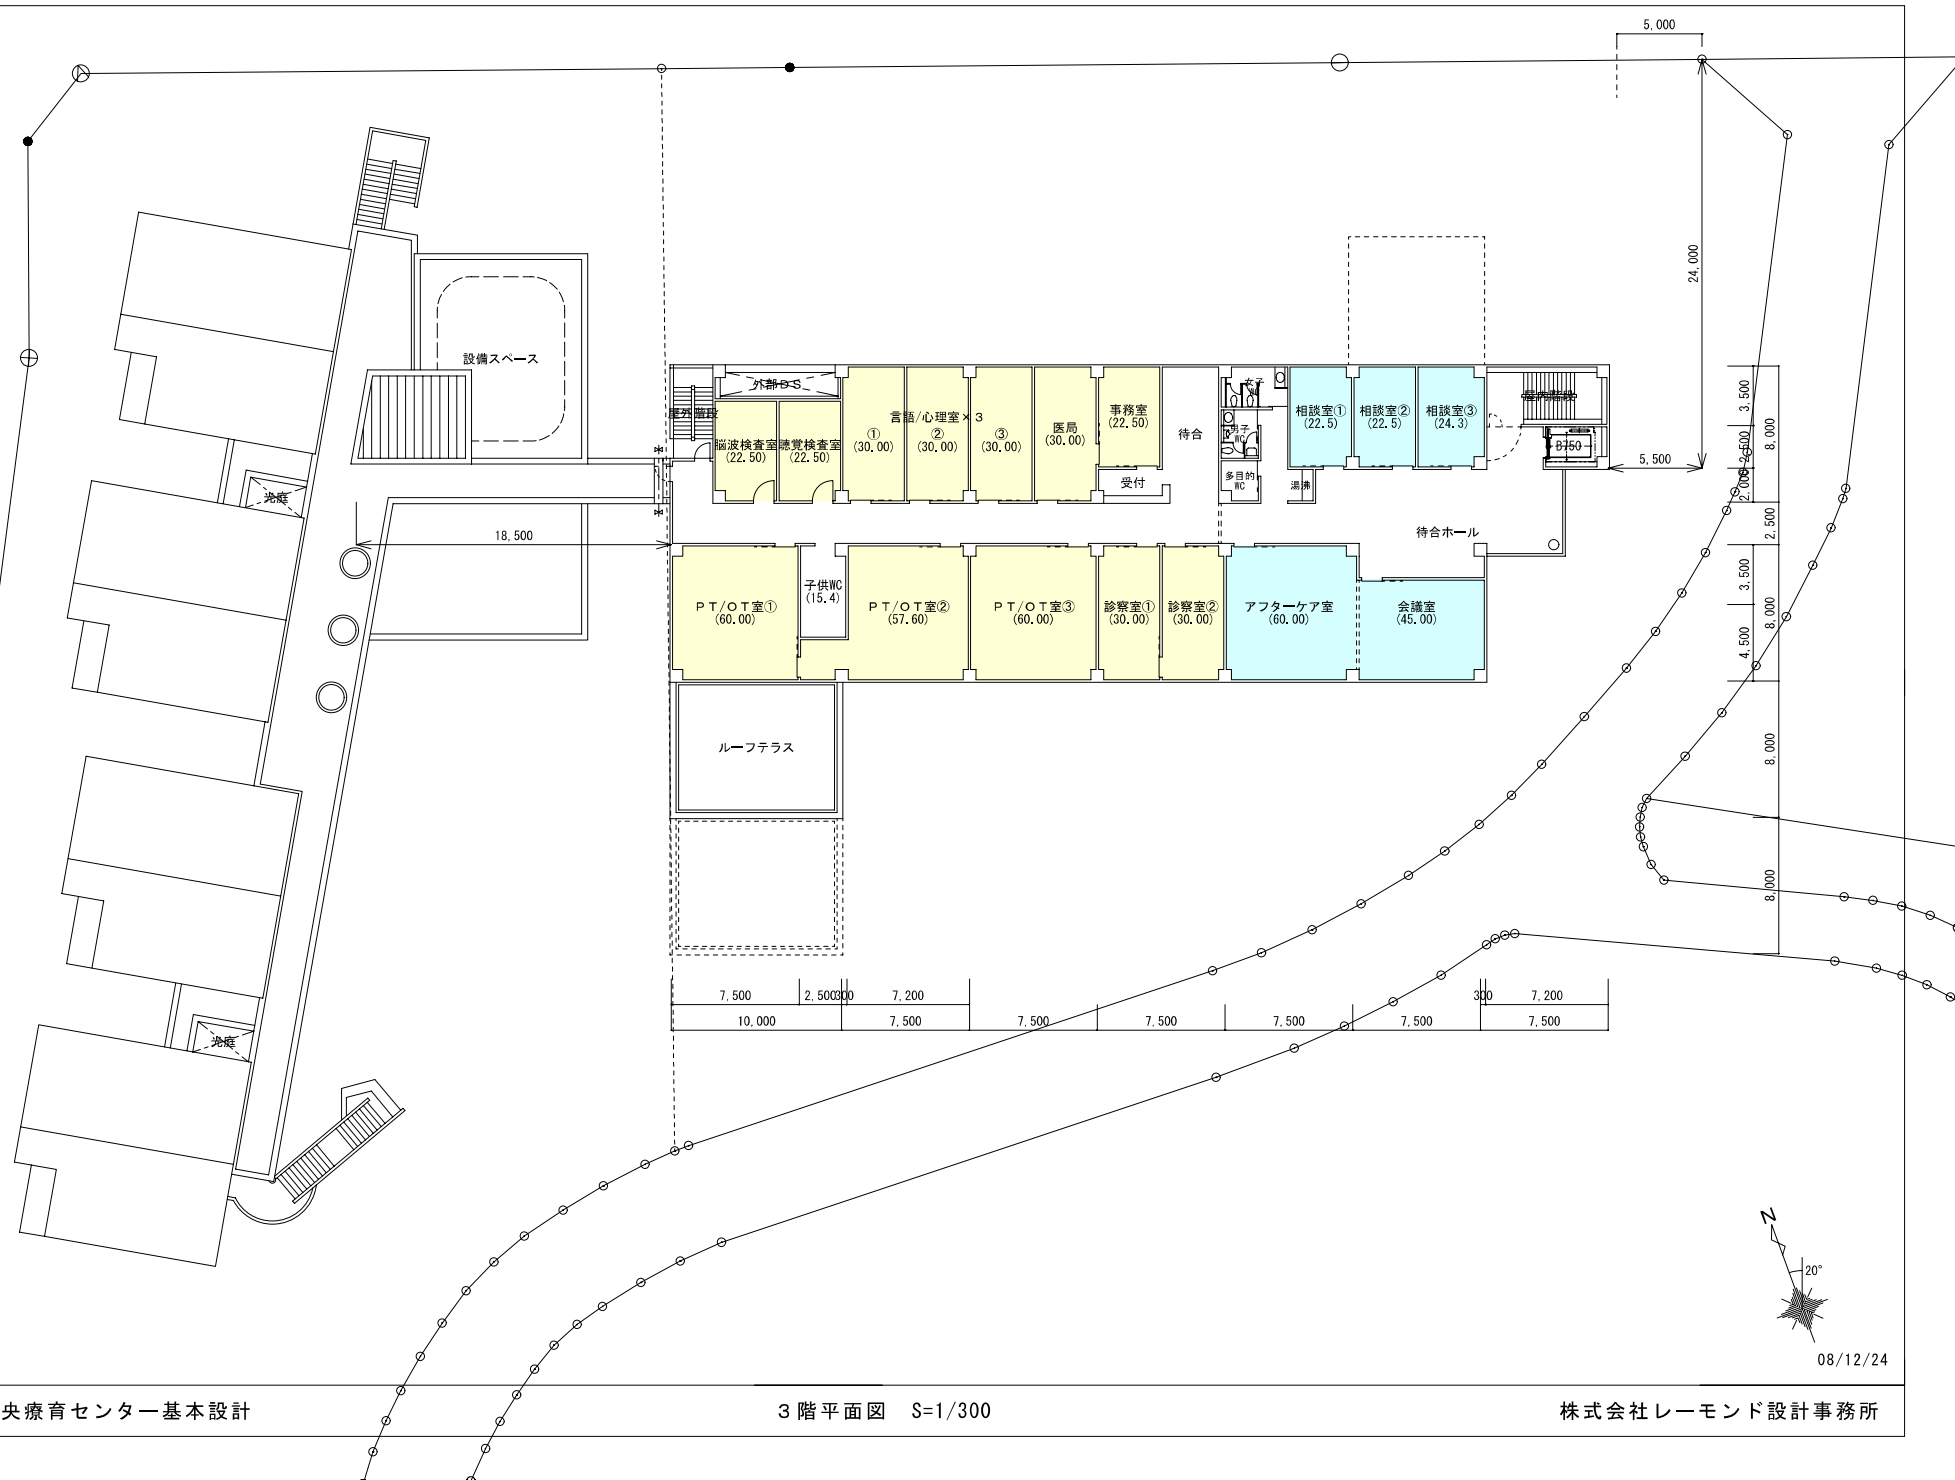 5,000
24,000
設備スペース
外部DS
屋外階段
脳波検査室
(22.50)
聴覚検査室
(22.50)
言語/心理室×3
①
(30.00)
②
(30.00)
③
(30.00)
医局
(30.00)
事務室
(22.50)
受付
待合
女子
WC
男子
WC
多目的
WC
湯沸
相談室①
(22.5)
相談室②
(22.5)
相談室③
(24.3)
屋内階段
B750
5,500
3,500
2,500
2,000
8,000
2,500
3,500
4,500
8,000
8,000
8,000
待合ホール
光庭
18,500
PT/OT室①
(60.00)
子供WC
(15.4)
PT/OT室②
(57.60)
PT/OT室③
(60.00)
診察室①
(30.00)
診察室②
(30.00)
アフターケア室
(60.00)
会議室
(45.00)
ルーフテラス
光庭
7,500
2,500
300
7,200
300
7,200
10,000
7,500
7,500
7,500
7,500
7,500
7,500
N
20°
08/12/24
央療育センター基本設計
3階平面図 S=1/300
株式会社レーモンド設計事務所